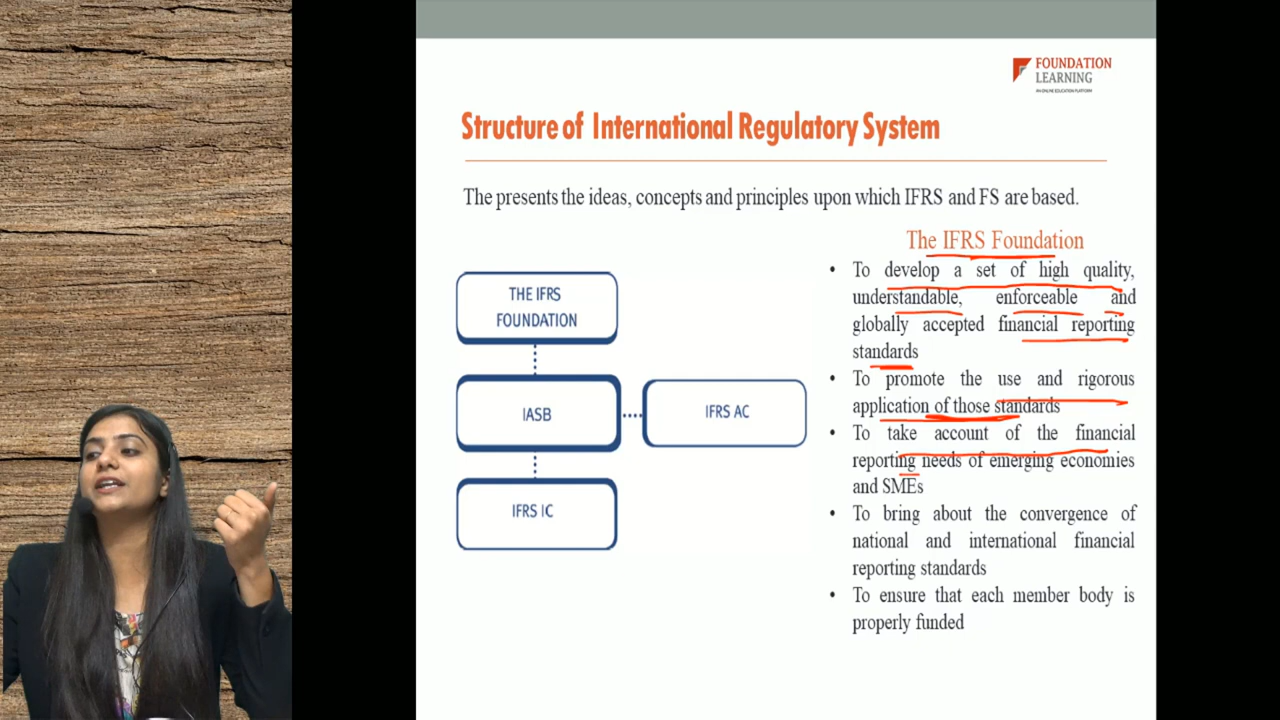 FOUNDATION
LEARNING
AN ONLINE EDUCATION PLATFORM
Structure of International Regulatory System
The presents the ideas, concepts and principles upon which IFRS and FS are based.
THE IFRS
FOUNDATION
IASB
IFRS AC
IFRS IC
The IFRS Foundation
• To develop a set of high quality,
understandable, enforceable and
globally accepted financial reporting
standards
• To promote the use and rigorous
application of those standards
• To take account of the financial
reporting needs of emerging economies
and SMEs
• To bring about the convergence of
national and international financial
reporting standards
• To ensure that each member body is
properly funded